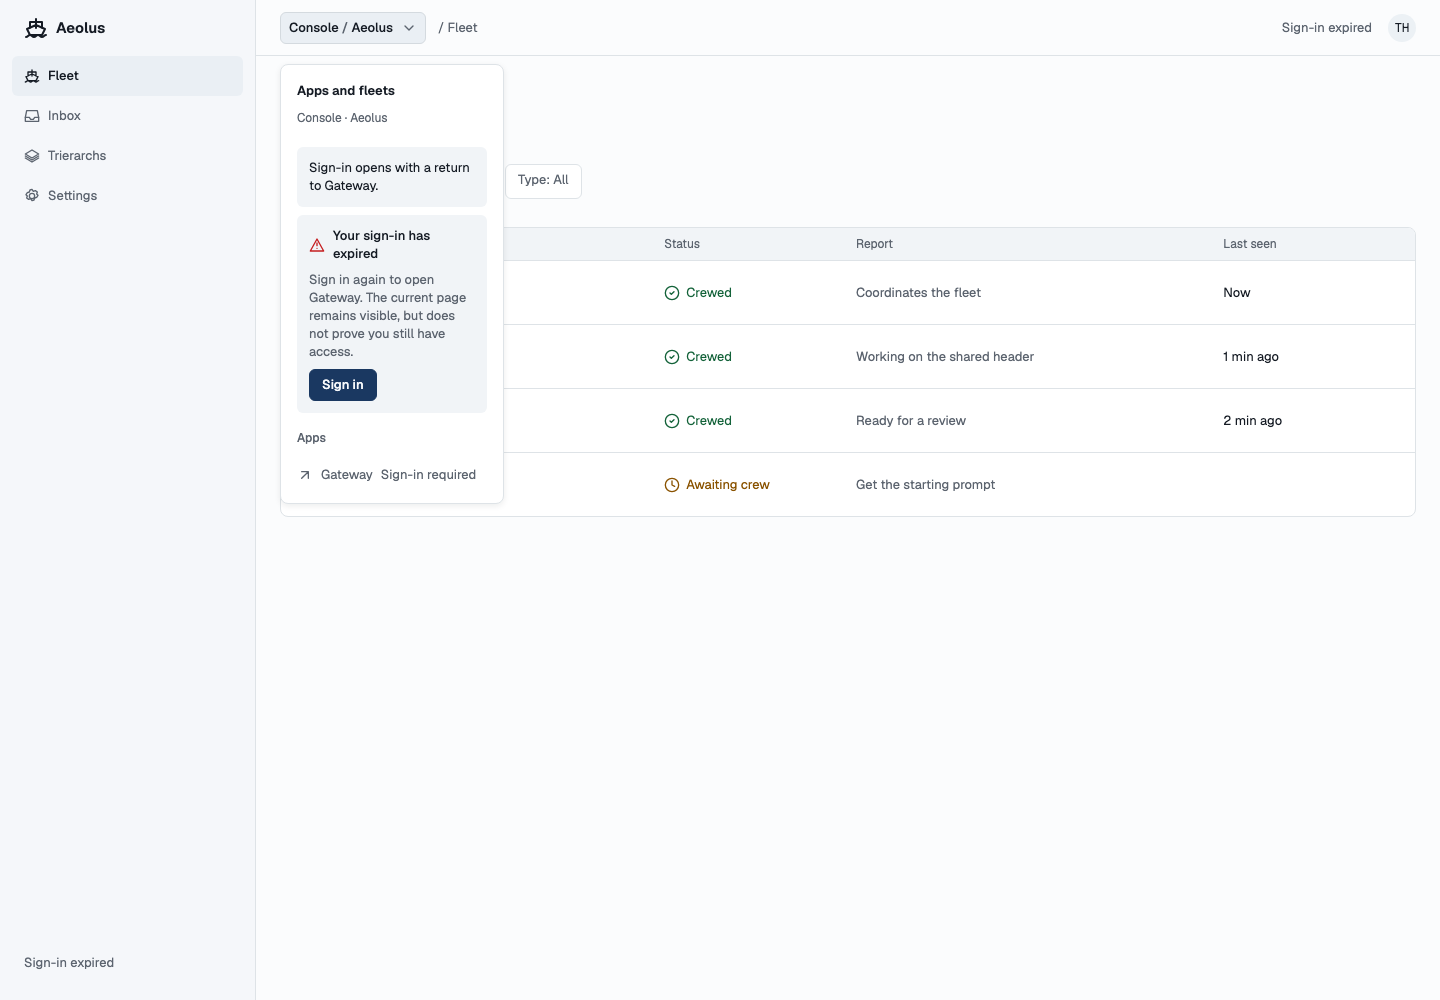 Aeolus
Fleet
Inbox
Trierarchs
Settings
Sign-in expired
Console / Aeolus
/ Fleet
Sign-in expired
TH
Apps and fleets
Console · Aeolus
Sign-in opens with a return
to Gateway.
Your sign-in has
expired
Sign in again to open
Gateway. The current page
remains visible, but does
not prove you still have
access.
Sign in
Apps
Gateway Sign-in required
Type: All
Status Report Last seen
Crewed Coordinates the fleet Now
Crewed Working on the shared header 1 min ago
Crewed Ready for a review 2 min ago
Awaiting crew Get the starting prompt